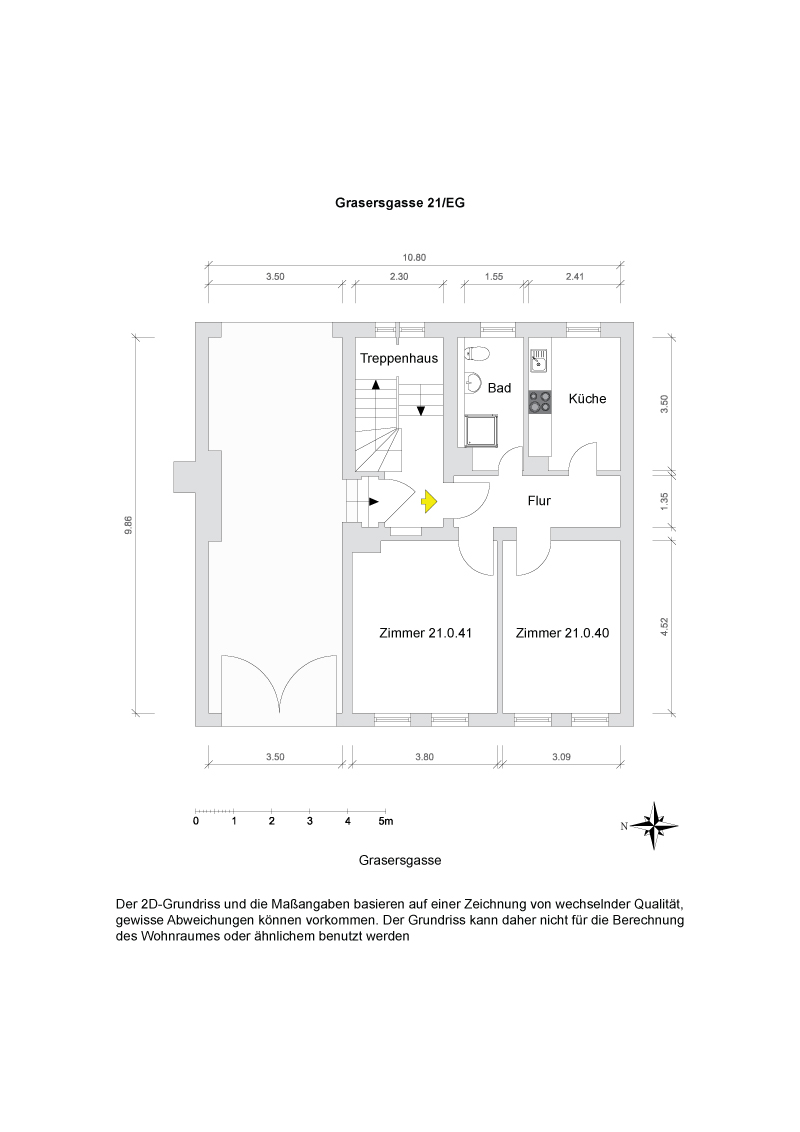 Grasersgasse 21/EG
10.80
3.50 2.30 1.55 2.41
Treppenhaus
Bad
Küche
3.50
Flur
1.35
9.86
Zimmer 21.0.41 Zimmer 21.0.40
4.52
3.50 3.80 3.09
0 1 2 3 4 5m
N
Grasersgasse
Der 2D-Grundriss und die Maßangaben basieren auf einer Zeichnung von wechselnder Qualität,
gewisse Abweichungen können vorkommen. Der Grundriss kann daher nicht für die Berechnung
des Wohnraumes oder ähnlichem benutzt werden